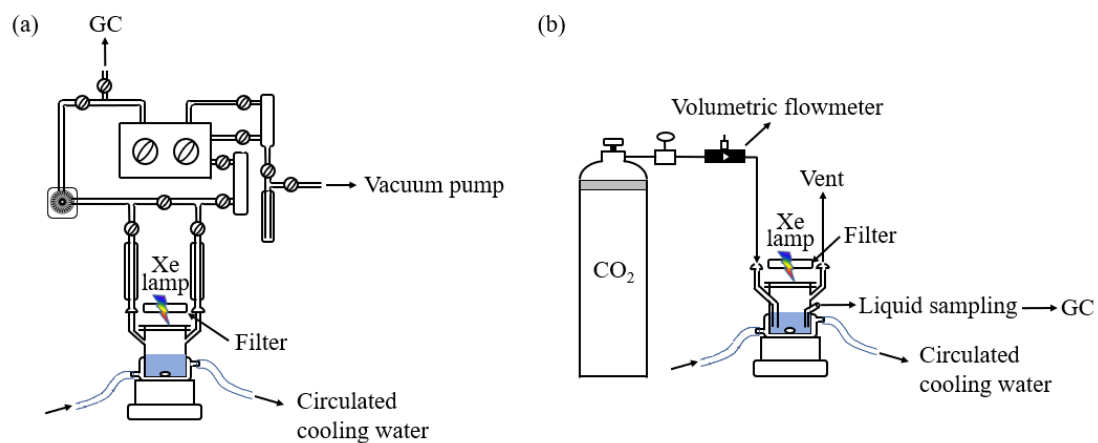 (a)
GC
Vacuum pump
Xe
lamp
Filter
Circulated
cooling water
(b)
Volumetric flowmeter
Vent
Xe
lamp
Filter
CO₂
Liquid sampling
GC
Circulated
cooling water